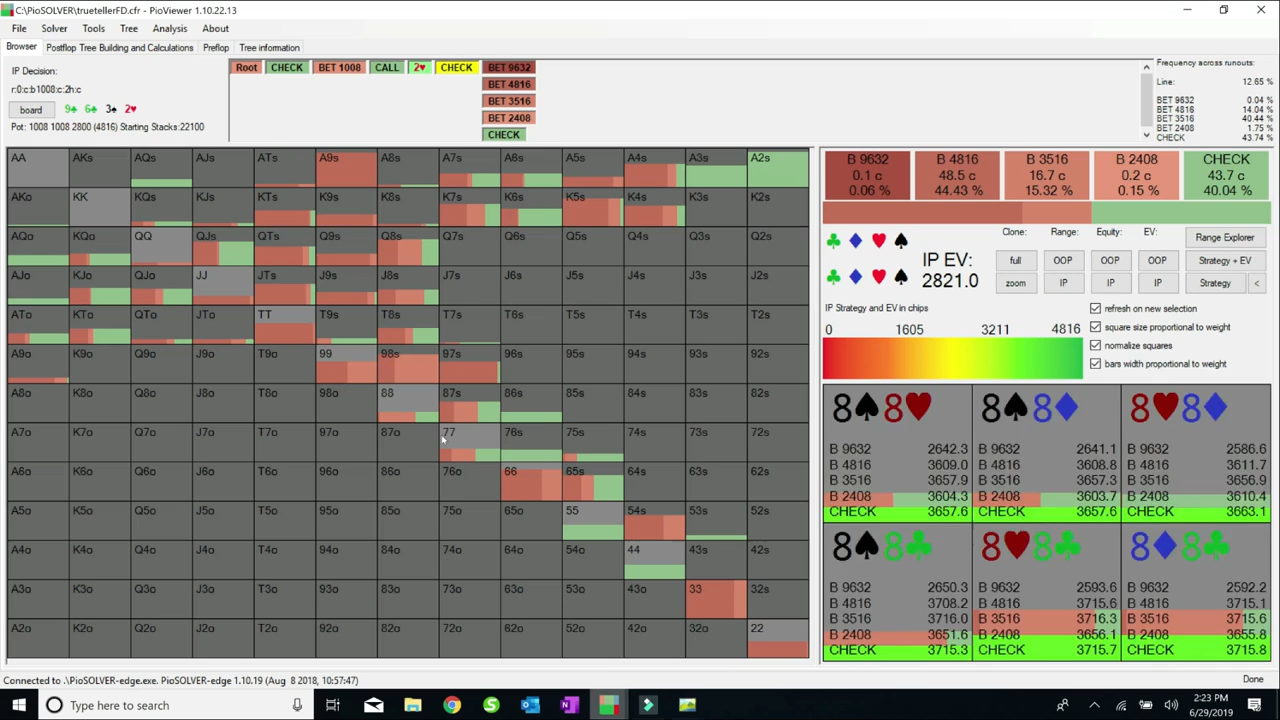 C:\PioSOLVER\truetellerFD.cfr - PioViewer 1.10.22.13
File Solver Tools Tree Analysis About
Browser Postflop Tree Building and Calculations Preflop Tree information
IP Decision:
r:0:c:b1008:c:2h:c
board 9♣ 6♣ 3♠ 2♥
Pot: 1008 1008 2800 (4816) Starting Stacks:22100
Root CHECK BET 1008 CALL 2♥ CHECK BET 9632
BET 4816
BET 3516
BET 2408
CHECK
Frequency across runouts:
Line: 12.65 %
BET 9632 0.04 %
BET 4816 14.04 %
BET 3516 40.44 %
BET 2408 1.75 %
CHECK 43.74 %
AA AKs AQs AJs ATs A9s A8s A7s A6s A5s A4s A3s A2s
AKo KK KQs KJs KTs K9s K8s K7s K6s K5s K4s K3s K2s
AQo KQo QQ QJs QTs Q9s Q8s Q7s Q6s Q5s Q4s Q3s Q2s
AJo KJo QJo JJ JTs J9s J8s J7s J6s J5s J4s J3s J2s
ATo KTo QTo JTo TT T9s T8s T7s T6s T5s T4s T3s T2s
A9o K9o Q9o J9o T9o 99 98s 97s 96s 95s 94s 93s 92s
A8o K8o Q8o J8o T8o 98o 88 87s 86s 85s 84s 83s 82s
A7o K7o Q7o J7o T7o 97o 87o 77 76s 75s 74s 73s 72s
A6o K6o Q6o J6o T6o 96o 86o 76o 66 65s 64s 63s 62s
A5o K5o Q5o J5o T5o 95o 85o 75o 65o 55 54s 53s 52s
A4o K4o Q4o J4o T4o 94o 84o 74o 64o 54o 44 43s 42s
A3o K3o Q3o J3o T3o 93o 83o 73o 63o 53o 43o 33 32s
A2o K2o Q2o J2o T2o 92o 82o 72o 62o 52o 42o 32o 22
B 9632 B 4816 B 3516 B 2408 CHECK
0.1 c 48.5 c 16.7 c 0.2 c 43.7 c
0.06 % 44.43 % 15.32 % 0.15 % 40.04 %
♣ ♦ ♥ ♠
♣ ♦ ♥ ♠
IP EV:
2821.0
Clone: Range: Equity: EV:
full OOP OOP OOP
zoom IP IP IP
Range Explorer
Strategy + EV
Strategy <
IP Strategy and EV in chips
0 1605 3211 4816
refresh on new selection
square size proportional to weight
nomalize squares
bars width proportional to weight
8♠ 8♥ 8♠ 8♦ 8♥ 8♦
B 9632 2642.3 B 9632 2641.1 B 9632 2586.6
B 4816 3609.0 B 4816 3608.8 B 4816 3611.7
B 3516 3657.9 B 3516 3657.9 B 3516 3656.9
B 2408 3604.3 B 2408 3603.7 B 2408 3610.4
CHECK 3657.6 CHECK 3657.6 CHECK 3663.1
8♠ 8♣ 8♥ 8♣ 8♦ 8♣
B 9632 2650.3 B 9632 2593.6 B 9632 2592.2
B 4816 3708.2 B 4816 3715.6 B 4816 3715.1
B 3516 3716.0 B 3516 3716.3 B 3516 3715.6
B 2408 3651.6 B 2408 3656.1 B 2408 3655.8
CHECK 3715.3 CHECK 3715.7 CHECK 3715.8
Connected to .\PioSOLVER-edge.exe. PioSOLVER-edge 1.10.19 (Aug 8 2018, 10:57:47) Done
Type here to search
2:23 PM
6/29/2019